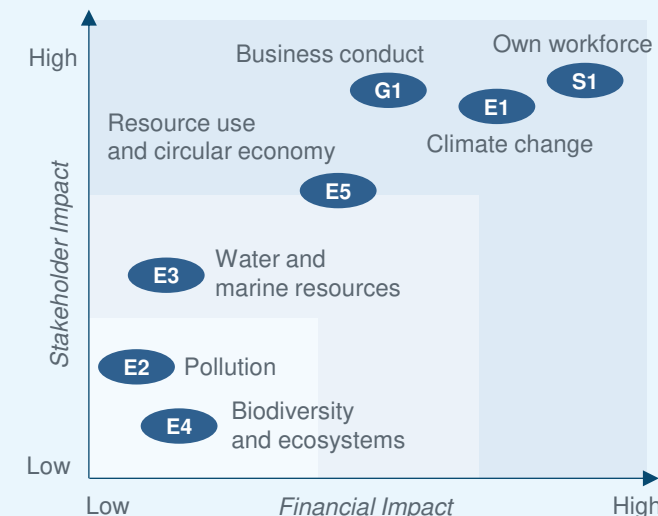 Own workforce
Business conduct
High
S1
G1
E1
Resource use
and circular economy
Climate change
E5
Stakeholder Impact
Water and
marine resources
E3
E2
Pollution
Biodiversity
and ecosystems
E4
Low
Low
Financial Impact
High